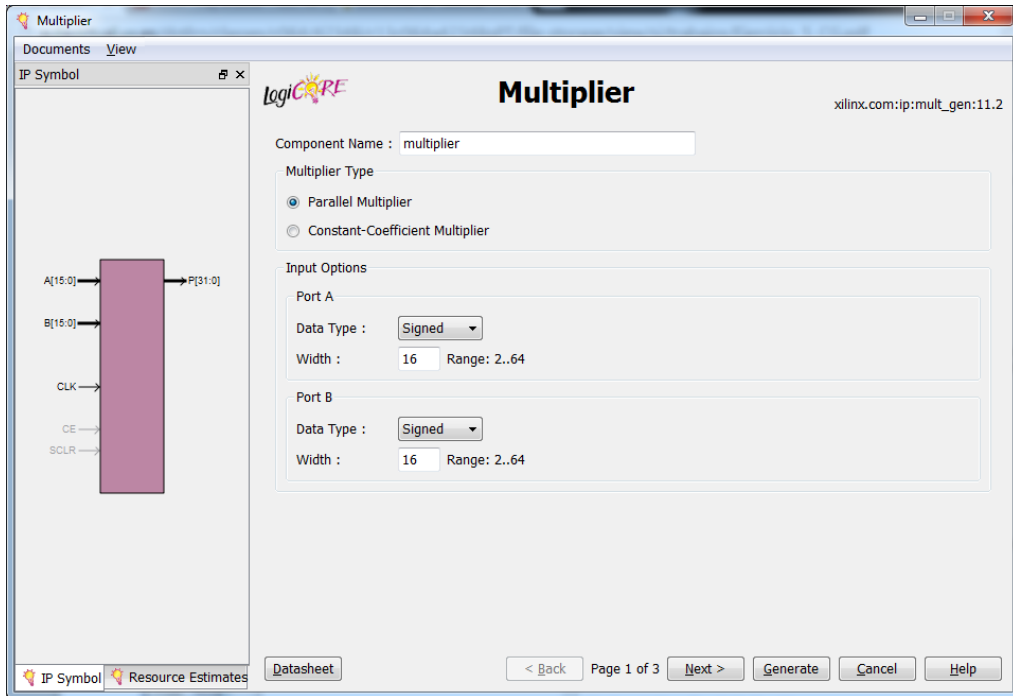 Multiplier
Documents View
IP Symbol
A[15:0]
P[31:0]
B[15:0]
CLK
CE
SCLR
IP Symbol
Resource Estimates
LogiCORE
Multiplier
xilinx.com:ip:mult_gen:11.2
Component Name : multiplier
Multiplier Type
Parallel Multiplier
Constant-Coefficient Multiplier
Input Options
Port A
Data Type : Signed
Width : 16 Range: 2..64
Port B
Data Type : Signed
Width : 16 Range: 2..64
Datasheet
< Back Page 1 of 3 Next > Generate Cancel Help